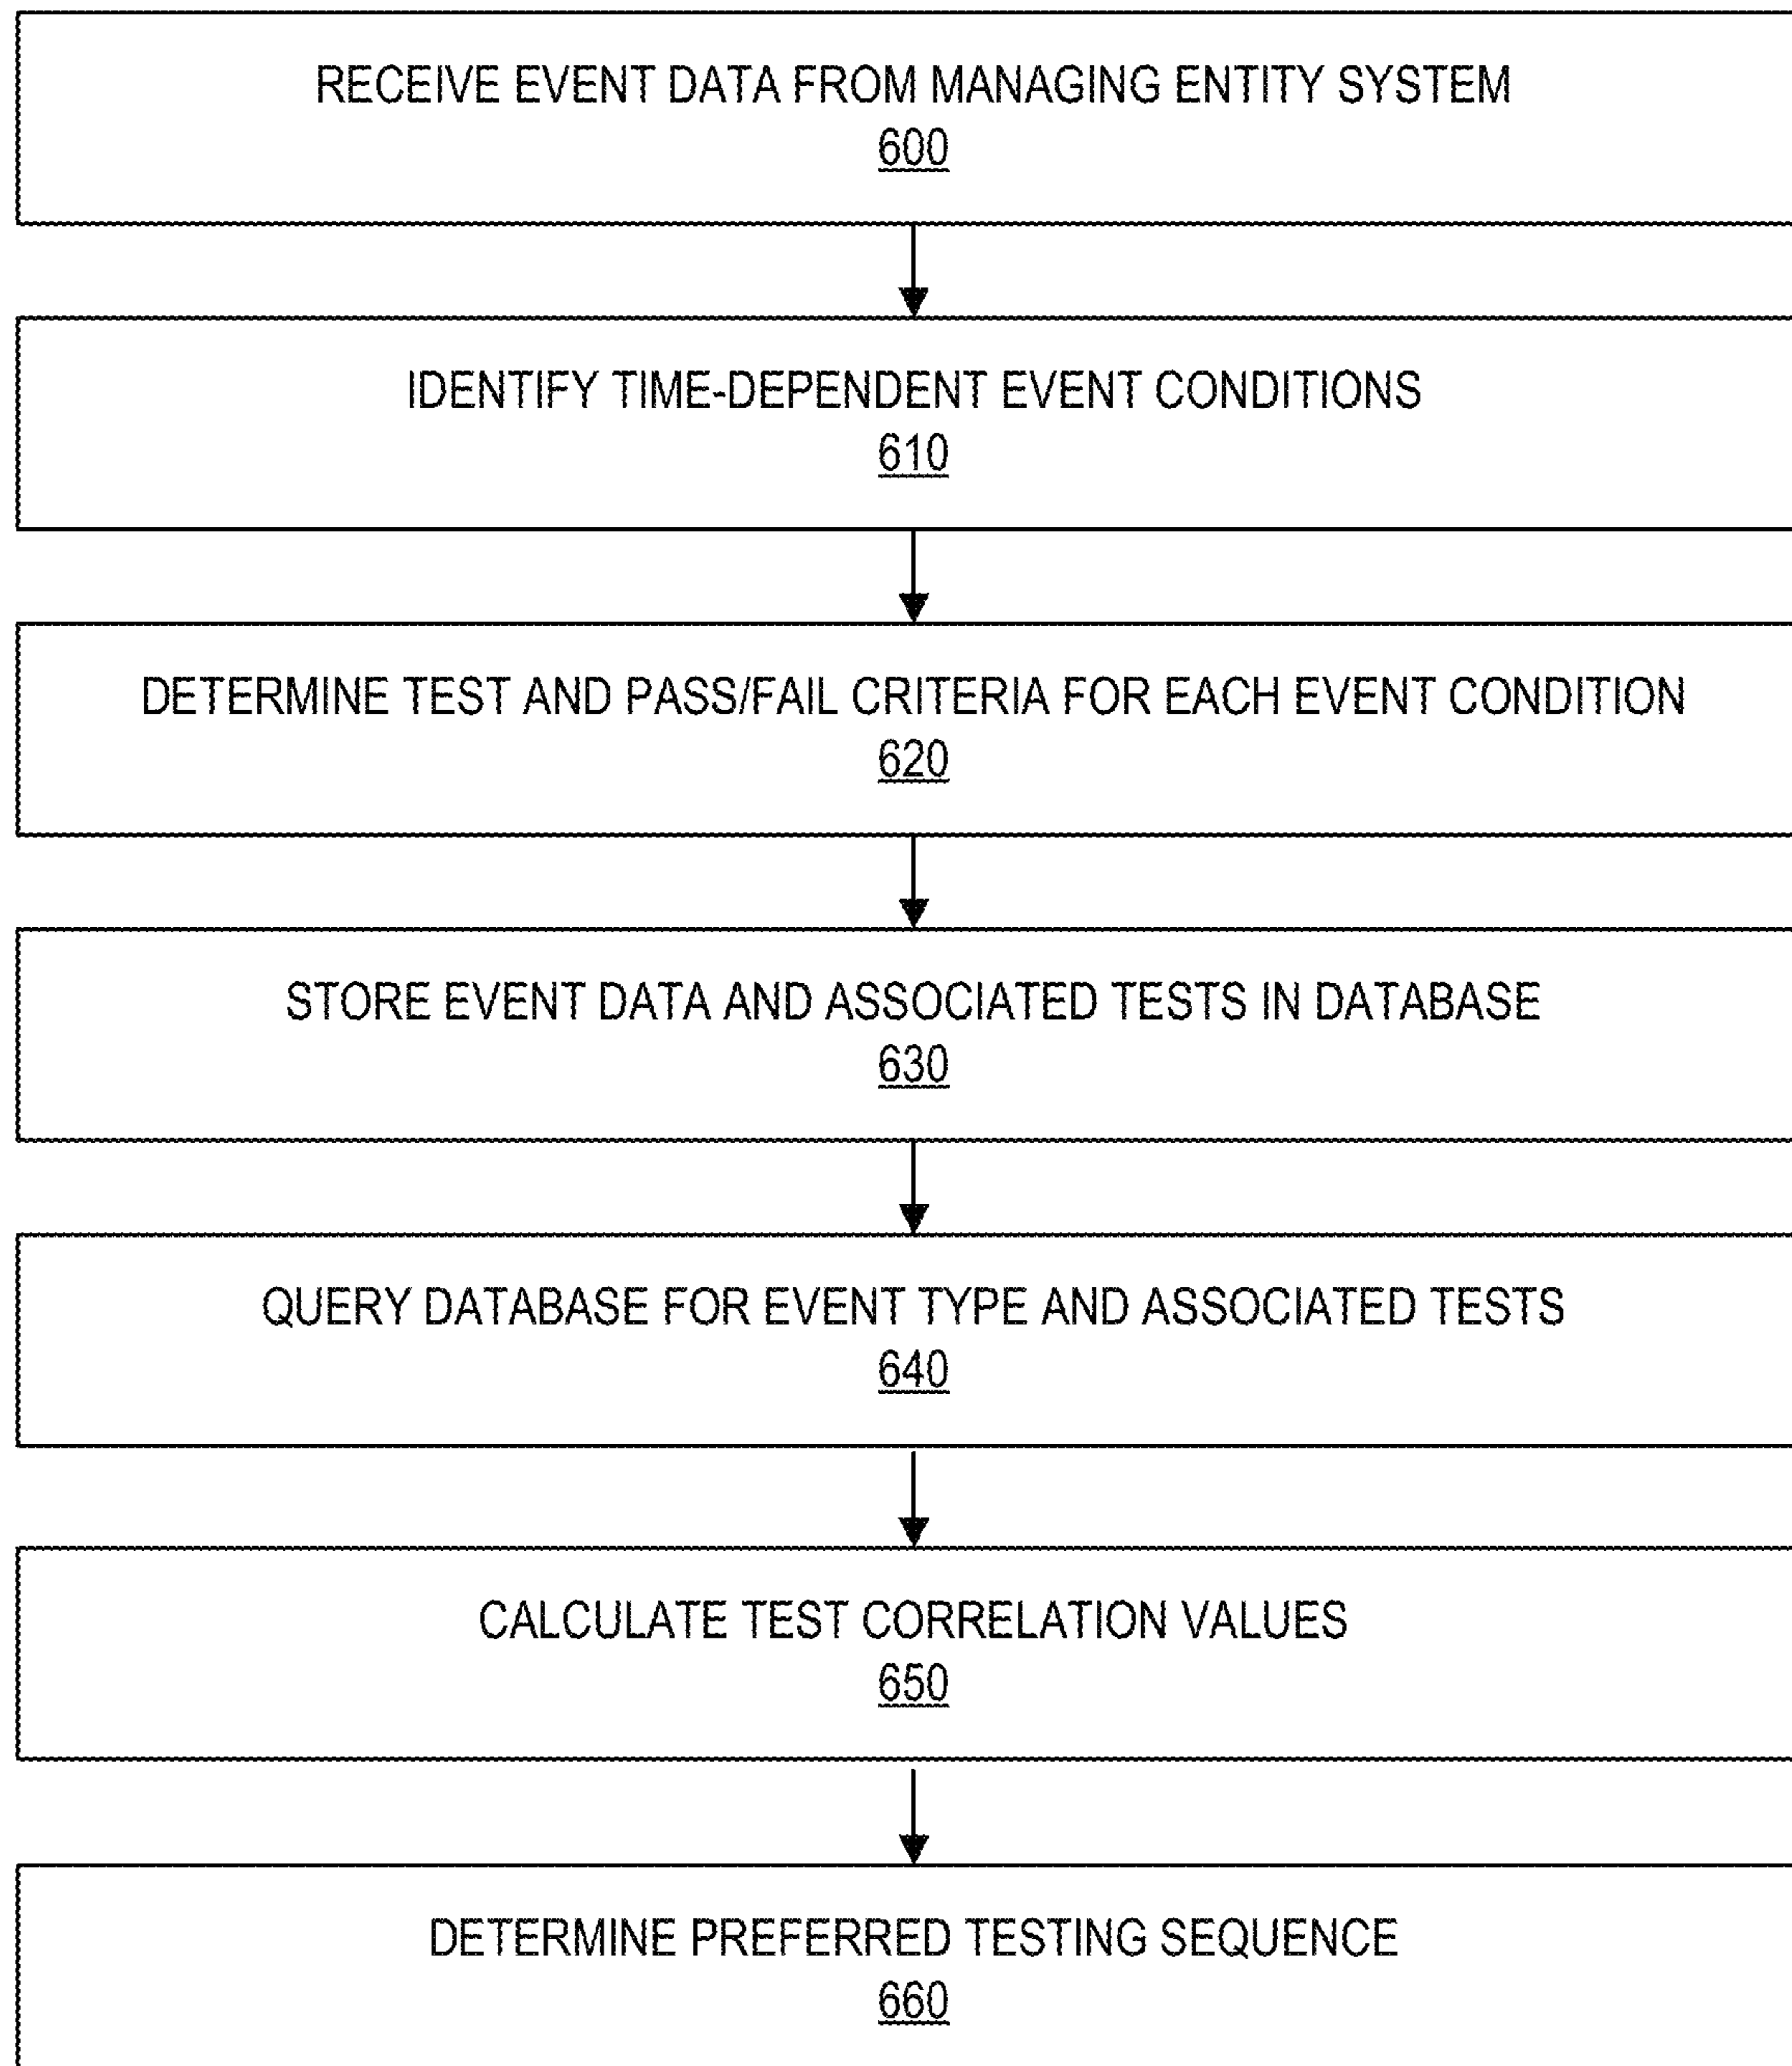 RECEIVE EVENT DATA FROM MANAGING ENTITY SYSTEM
600
IDENTIFY TIME-DEPENDENT EVENT CONDITIONS
610
DETERMINE TEST AND PASS/FAIL CRITERIA FOR EACH EVENT CONDITION
620
STORE EVENT DATA AND ASSOCIATED TESTS IN DATABASE
630
QUERY DATABASE FOR EVENT TYPE AND ASSOCIATED TESTS
640
CALCULATE TEST CORRELATION VALUES
650
DETERMINE PREFERRED TESTING SEQUENCE
660